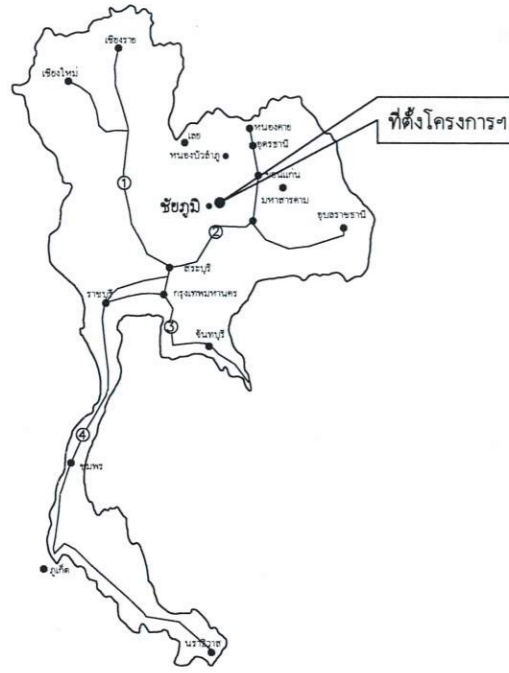 เชียงราย
เชียงใหม่
เลย
หนองคาย
อุดรธานี
ที่ตั้งโครงการฯ
หนองบัวลำภู
ขอนแก่น
①
มหาสารคาม
ชัยภูมิ
②
อุบลราชธานี
สระบุรี
ราชบุรี
กรุงเทพมหานคร
③
จันทบุรี
④
ชุมพร
ภูเก็ต
นราธิวาส